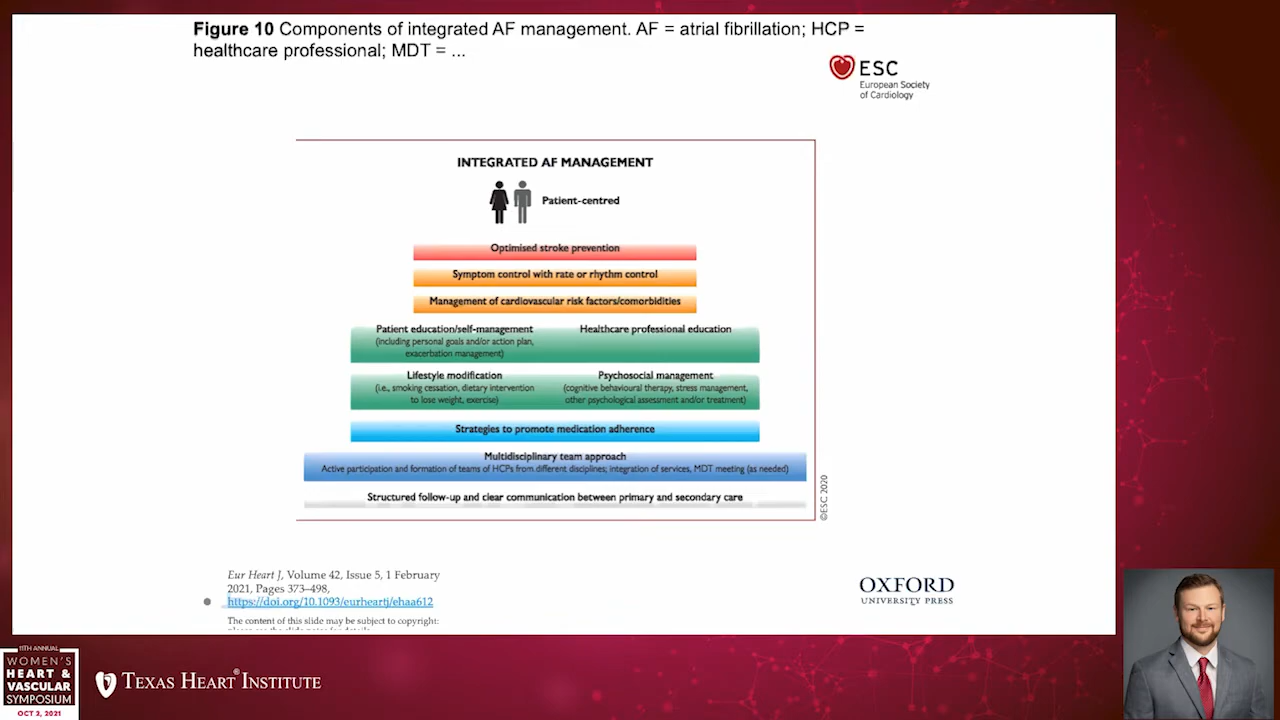 Figure 10 Components of integrated AF management. AF = atrial fibrillation; HCP =
healthcare professional; MDT = ...
ESC
European Society
of Cardiology
INTEGRATED AF MANAGEMENT
Patient-centred
Optimised stroke prevention
Symptom control with rate or rhythm control
Management of cardiovascular risk factors/comorbidities
Patient education/self-management
(including personal goals and/or action plan,
exacerbation management)
Healthcare professional education
Lifestyle modification
(i.e., smoking cessation, dietary intervention
to lose weight, exercise)
Psychosocial management
(cognitive behavioural therapy, stress management,
other psychological assessment and/or treatment)
Strategies to promote medication adherence
Multidisciplinary team approach
Active participation and formation of teams of HCPs from different disciplines; integration of services, MDT meeting (as needed)
Structured follow-up and clear communication between primary and secondary care
©ESC 2020
Eur Heart J, Volume 42, Issue 5, 1 February
2021, Pages 373–498,
https://doi.org/10.1093/eurheartj/ehaa612
The content of this slide may be subject to copyright:
please see the slide notes for details.
OXFORD
UNIVERSITY PRESS
11TH ANNUAL
WOMEN'S
HEART &
VASCULAR
SYMPOSIUM
OCT 2, 2021
TEXAS HEART® INSTITUTE